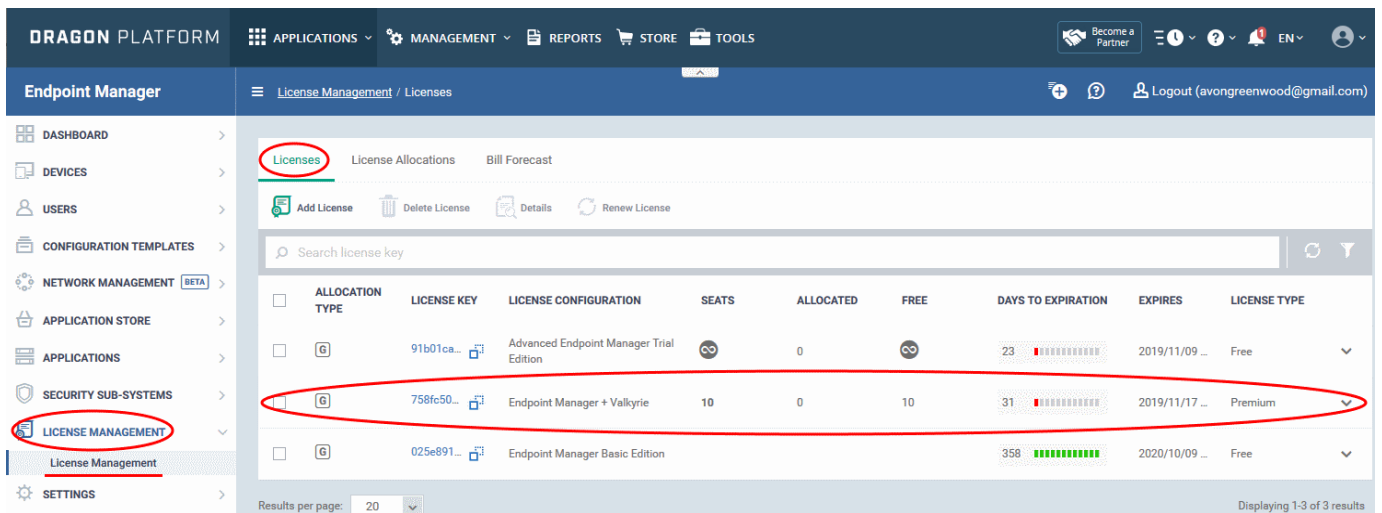 DRAGON PLATFORM
APPLICATIONS MANAGEMENT REPORTS STORE TOOLS
Become a
Partner
EN
Endpoint Manager
License Management / Licenses
Logout (avongreenwood@gmail.com)
DASHBOARD
DEVICES
USERS
CONFIGURATION TEMPLATES
NETWORK MANAGEMENT BETA
APPLICATION STORE
APPLICATIONS
SECURITY SUB-SYSTEMS
LICENSE MANAGEMENT
License Management
SETTINGS
Licenses License Allocations Bill Forecast
Add License Delete License Details Renew License
Search license key
ALLOCATION
TYPE
LICENSE KEY LICENSE CONFIGURATION SEATS ALLOCATED FREE DAYS TO EXPIRATION EXPIRES LICENSE TYPE
G 91b01ca... Advanced Endpoint Manager Trial
Edition
0 23 2019/11/09 ... Free
G 758fc50... Endpoint Manager + Valkyrie 10 0 10 31 2019/11/17 ... Premium
G 025e891... Endpoint Manager Basic Edition 358 2020/10/09 ... Free
Results per page: 20
Displaying 1-3 of 3 results